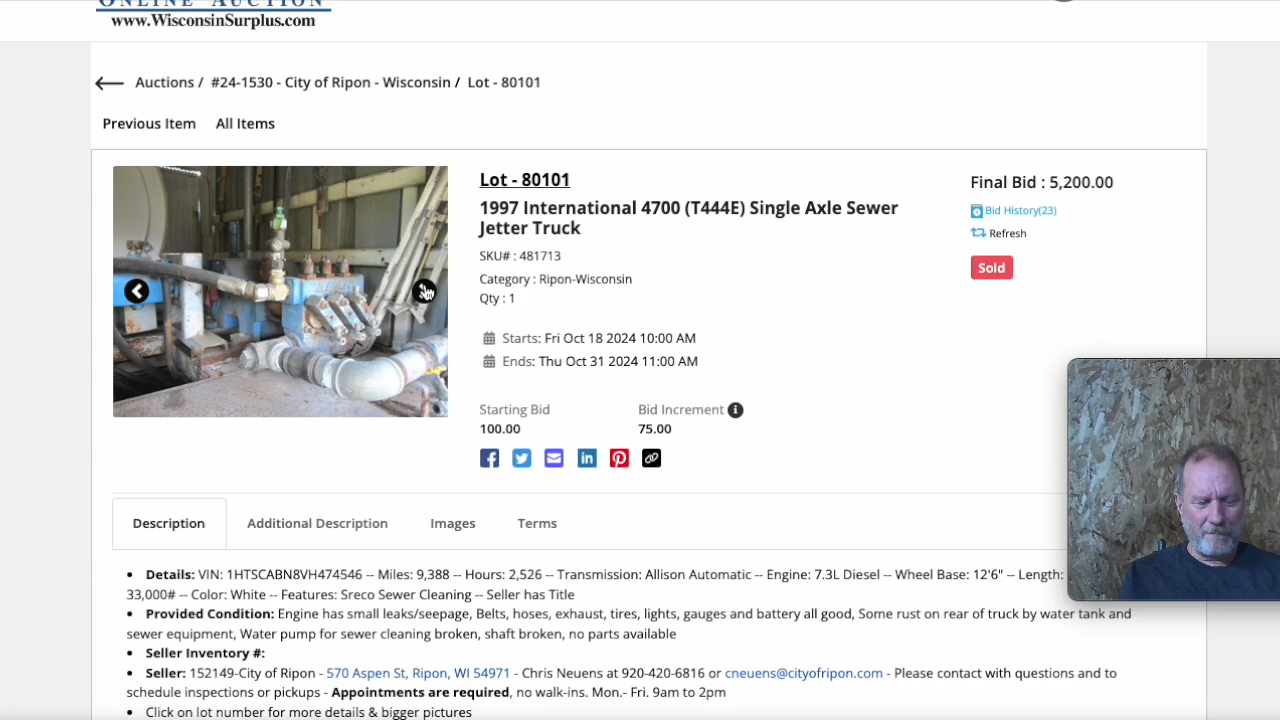 ONLINE AUCTION
www.WisconsinSurplus.com
Auctions / #24-1530 - City of Ripon - Wisconsin / Lot - 80101
Previous Item All Items
Lot - 80101
1997 International 4700 (T444E) Single Axle Sewer
Jetter Truck
SKU# : 481713
Category : Ripon-Wisconsin
Qty : 1
Starts: Fri Oct 18 2024 10:00 AM
Ends: Thu Oct 31 2024 11:00 AM
Starting Bid Bid Increment
100.00 75.00
Final Bid : 5,200.00
Bid History(23)
Refresh
Sold
Description Additional Description Images Terms
• Details: VIN: 1HTSCABN8VH474546 -- Miles: 9,388 -- Hours: 2,526 -- Transmission: Allison Automatic -- Engine: 7.3L Diesel -- Wheel Base: 12'6" -- Length:
33,000# -- Color: White -- Features: Sreco Sewer Cleaning -- Seller has Title
• Provided Condition: Engine has small leaks/seepage, Belts, hoses, exhaust, tires, lights, gauges and battery all good, Some rust on rear of truck by water tank and
sewer equipment, Water pump for sewer cleaning broken, shaft broken, no parts available
• Seller Inventory #:
• Seller: 152149-City of Ripon - 570 Aspen St, Ripon, WI 54971 - Chris Neuens at 920-420-6816 or cneuens@cityofripon.com - Please contact with questions and to
schedule inspections or pickups - Appointments are required, no walk-ins. Mon.- Fri. 9am to 2pm
• Click on lot number for more details & bigger pictures